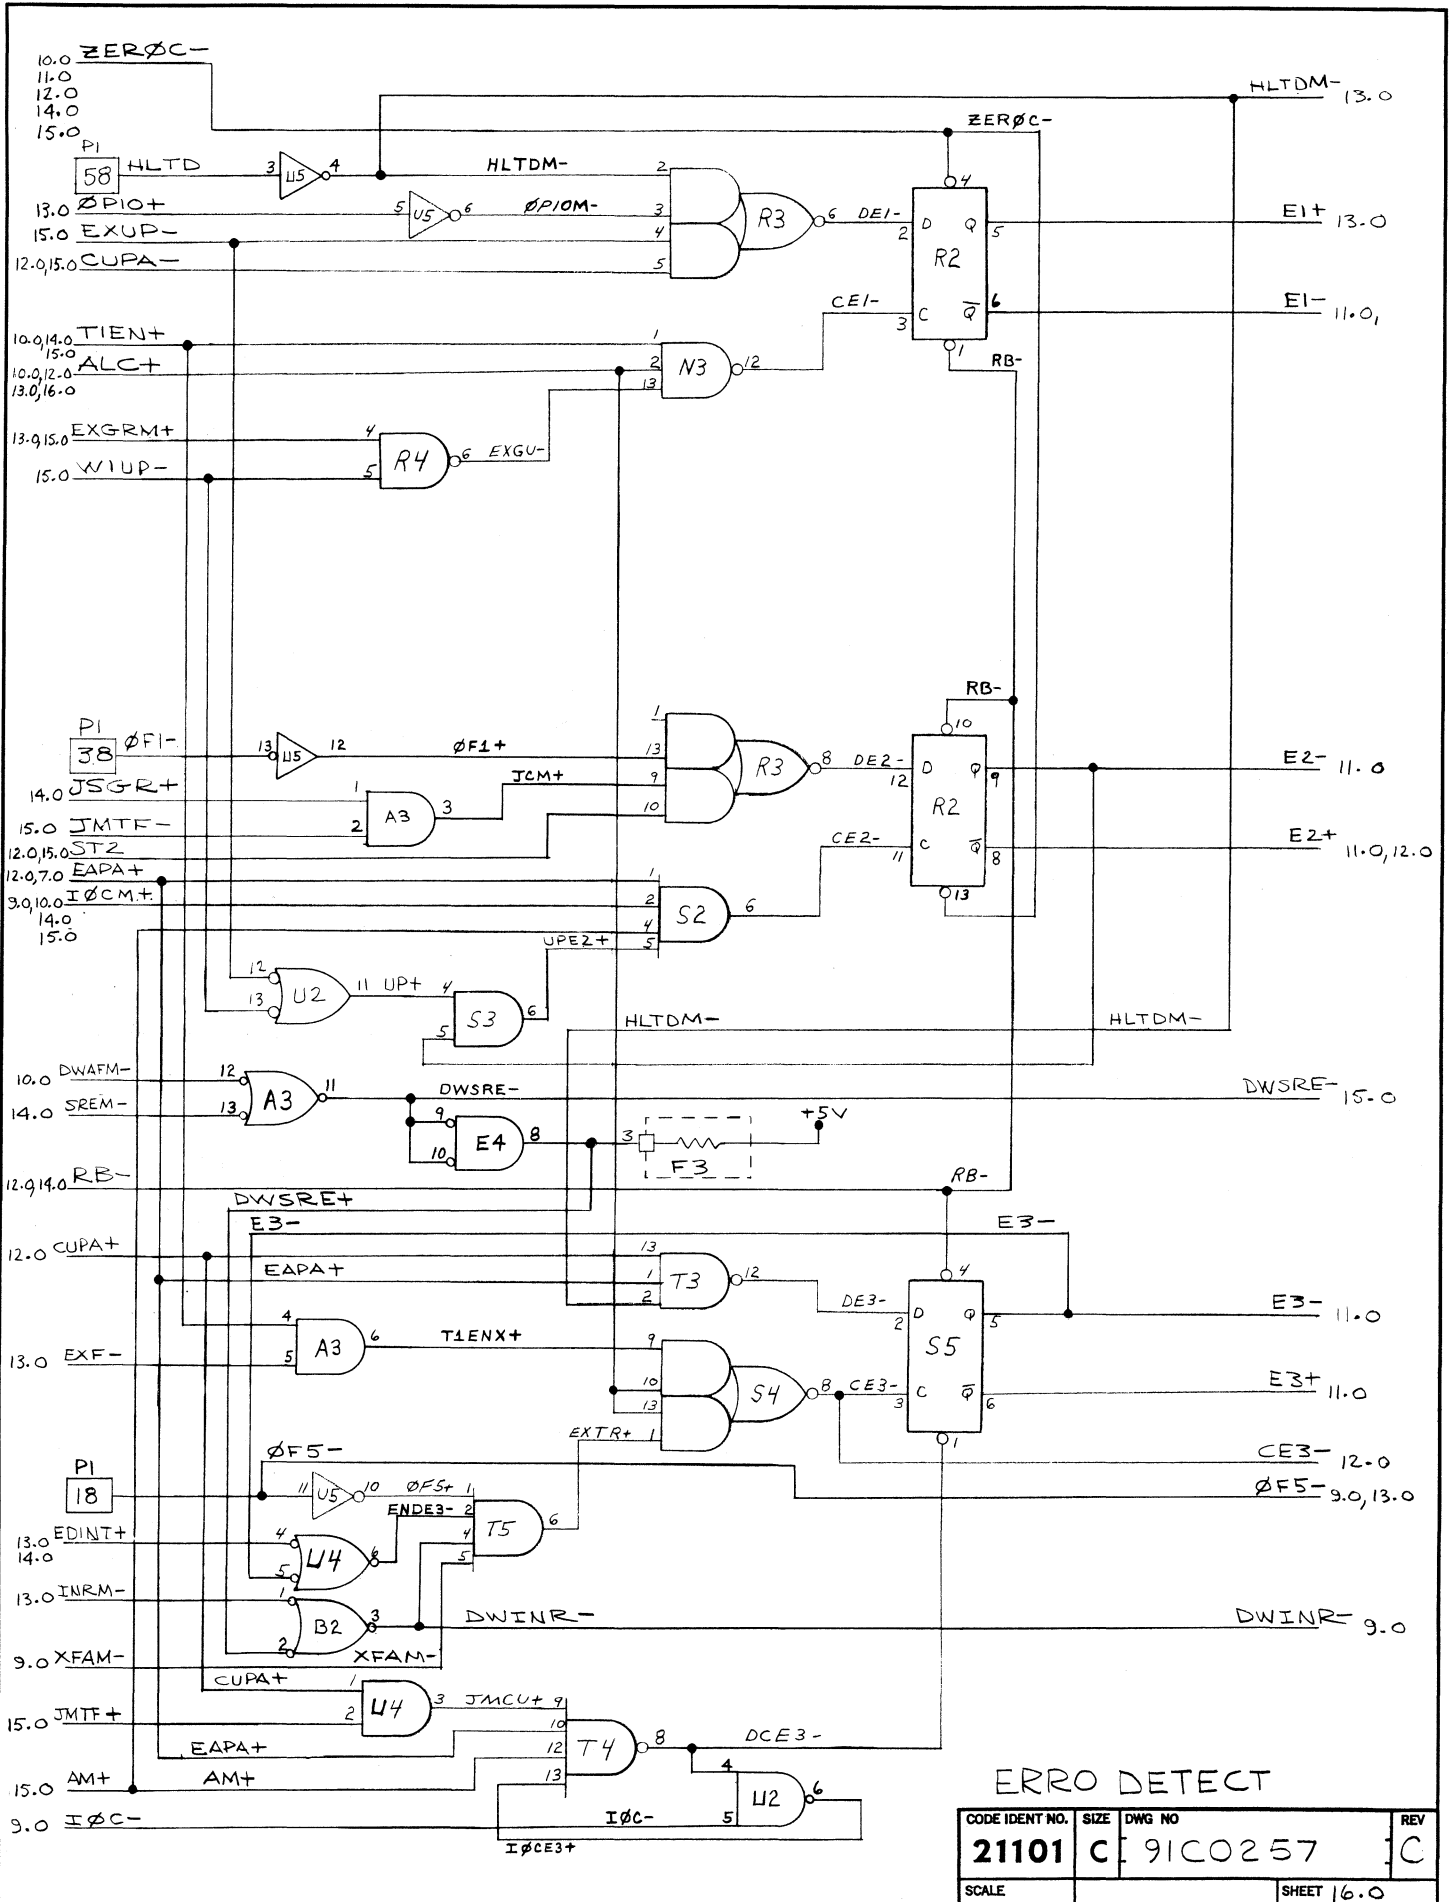 10.0 ZERØC-
11.0
12.0
14.0
15.0
HLTDM- 13.0
ZERØC-
P1
58 HLTD 3 U5 4 HLTDM- 2
13.0 ØPIO+ 5 U5 6 ØPIOM- 3
15.0 EXUP- 4
12.0,15.0 CUPA- 5
R3 6 DE1- 2 D Q 5 E1+ 13.0
4 R2
CE1- 3 C Q̅ 6 E1- 11.0,
1 RB-
10.0,14.0 TIEN+ 1
15.0
10.0,12.0 ALC+ 2 N3 12
13.0,16.0 13
13.0,15.0 EXGRM+ 4
R4 6 EXGU-
15.0 WIUP- 5
RB-
10
P1
38 ØF1- 13 U5 12 ØF1+ 1 13
R3 8 DE2- 12 D Q 9 E2- 11.0
14.0 JSGR+ 1 A3 3 JCM+ 9
15.0 JMTF- 2 10
R2
12.0,15.0 ST2
CE2- 11 C Q̅ 8 E2+ 11.0,12.0
13
12.0,7.0 EAPA+ 1
9.0,10.0 IØCM+ 2 S2 6
14.0 4
15.0 UPE2+ 5
12 U2 11 UP+ 4 S3 6
13 5
HLTDM- HLTDM-
10.0 DWAFM- 12 A3 11 DWSRE- DWSRE- 15.0
14.0 SREM- 13
9 E4 8 3 F3 +5V
10
12.0,14.0 RB- RB-
DWSRE+
E3- E3-
12.0 CUPA+ 13
EAPA+ 1 T3 12 DE3- 2 D Q 5 E3- 11.0
2 4
S5
4 A3 6 T1ENX+ 9
13.0 EXF- 5
10 S4 8 CE3- 3 C Q̅ 6 E3+ 11.0
13
EXTR+ 1 1
CE3- 12.0
ØF5- ØF5- 9.0,13.0
P1
18 11 U5 10 ØF5+ 1
ENDE3- 2 T5 6
13.0 EDINT+ 4 U4 6 4
14.0 5 5
13.0 INRM- 1 B2 3 DWINR- DWINR- 9.0
2
9.0 XFAM- XFAM-
CUPA+ 1 U4 3 JMCU+ 9
15.0 JMTF+ 2
EAPA+ 10 T4 8 DCE3-
15.0 AM+ AM+ 12
13
4 U2 6
9.0 IØC- IØC- 5
IØCE3+
ERRO DETECT
CODE IDENT NO. SIZE DWG NO REV
21101 C 91C0257 C
SCALE SHEET 16.0